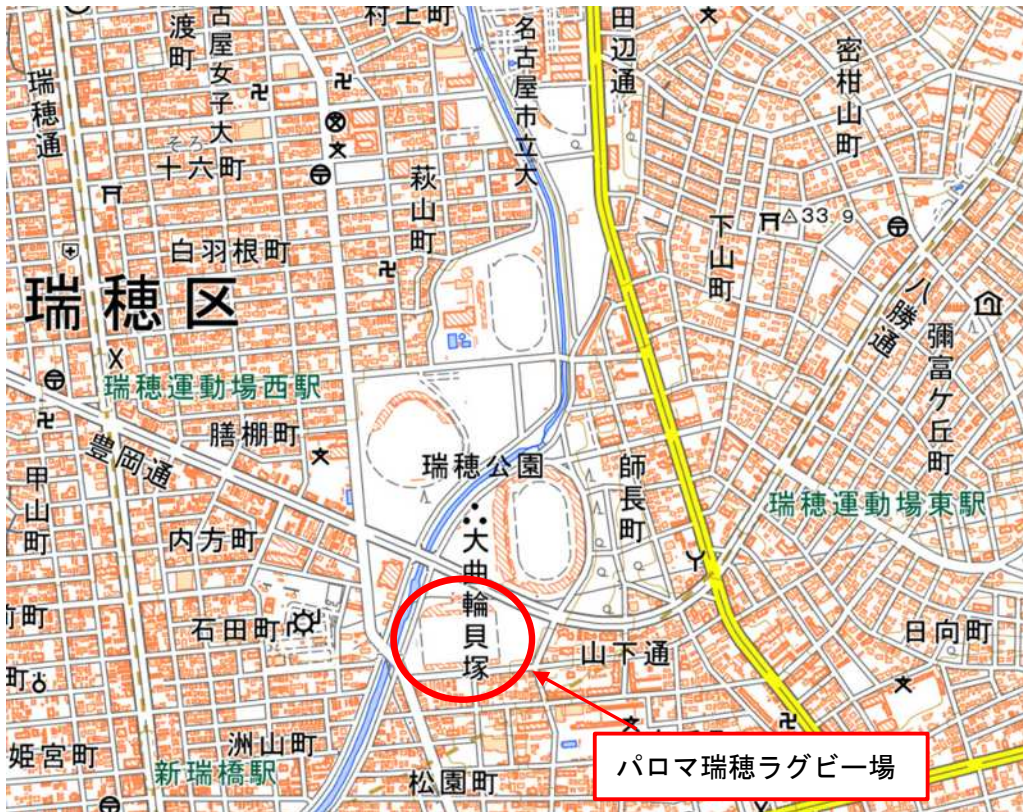 村上町
渡町
古屋女子大
瑞穂通
そろ
十六町
名古屋市立大
田辺通
密柑山町
萩山町
白羽根町
下山町
33 9
瑞穂区
八勝通
彌富ケ丘町
瑞穂運動場西駅
膳棚町
豊岡通
瑞穂公園
師長町
瑞穂運動場東駅
甲山町
内方町
大曲輪貝塚
石田町
山下通
日向町
町
姫宮町
洲山町
新瑞橋駅
松園町
パロマ瑞穂ラグビー場